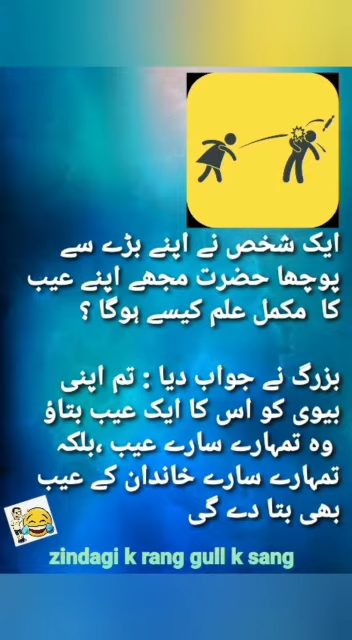 ایک شخص نے اپنے بڑے سے
پوچھا حضرت مجھے اپنے عیب
کا مکمل علم کیسے ہوگا ؟
بزرگ نے جواب دیا : تم اپنی
بیوی کو اس کا ایک عیب بتاؤ
وہ تمہارے سارے عیب ،بلکہ
تمہارے سارے خاندان کے عیب
بھی بتا دے گی
zindagi k rang gull k sang